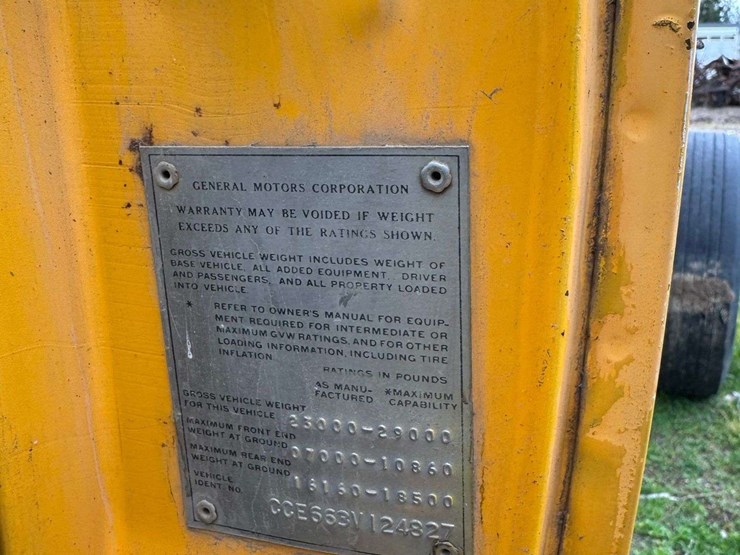 GENERAL MOTORS CORPORATION
WARRANTY MAY BE VOIDED IF WEIGHT
EXCEEDS ANY OF THE RATINGS SHOWN.
GROSS VEHICLE WEIGHT INCLUDES WEIGHT OF
BASE VEHICLE, ALL ADDED EQUIPMENT, DRIVER
AND PASSENGERS, AND ALL PROPERTY LOADED
INTO VEHICLE.
* REFER TO OWNER'S MANUAL FOR EQUIP-
MENT REQUIRED FOR INTERMEDIATE OR
MAXIMUM GVW RATINGS, AND FOR OTHER
LOADING INFORMATION, INCLUDING TIRE
INFLATION.
RATINGS IN POUNDS
AS MANU- *MAXIMUM
FACTURED CAPABILITY
GROSS VEHICLE WEIGHT
FOR THIS VEHICLE 23000-29000
MAXIMUM FRONT END
WEIGHT AT GROUND 07000-10860
MAXIMUM REAR END
WEIGHT AT GROUND 16160-18500
VEHICLE
IDENT. NO. CCE663V124827